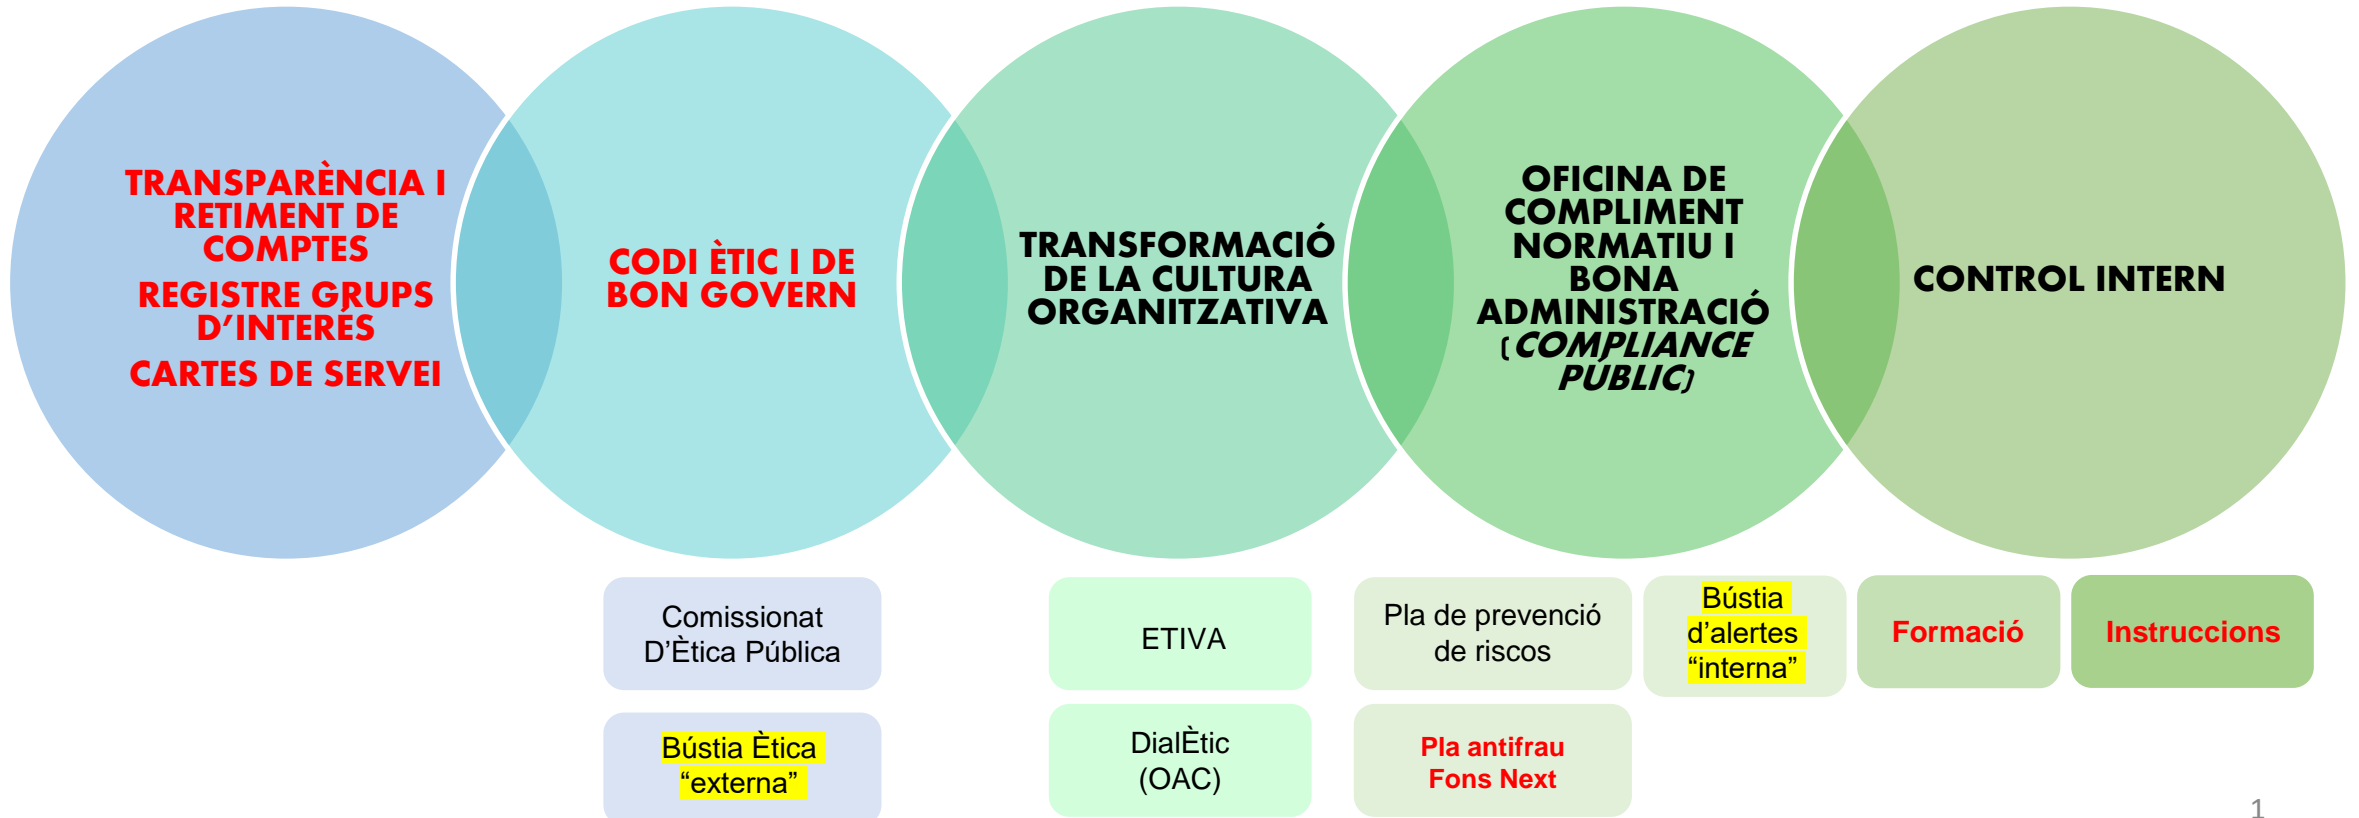 TRANSPARÈNCIA I
RETIMENT DE
COMPTES
REGISTRE GRUPS
D’INTERÉS
CARTES DE SERVEI
CODI ÈTIC I DE
BON GOVERN
TRANSFORMACIÓ
DE LA CULTURA
ORGANITZATIVA
OFICINA DE
COMPLIMENT
NORMATIU I
BONA
ADMINISTRACIÓ
(COMPLIANCE
PÚBLIC)
CONTROL INTERN
Comissionat
D’Ètica Pública
Bústia Ètica
“externa”
ETIVA
DialÈtic
(OAC)
Pla de prevenció
de riscos
Pla antifrau
Fons Next
Bústia
d’alertes
“interna”
Formació
Instruccions
1